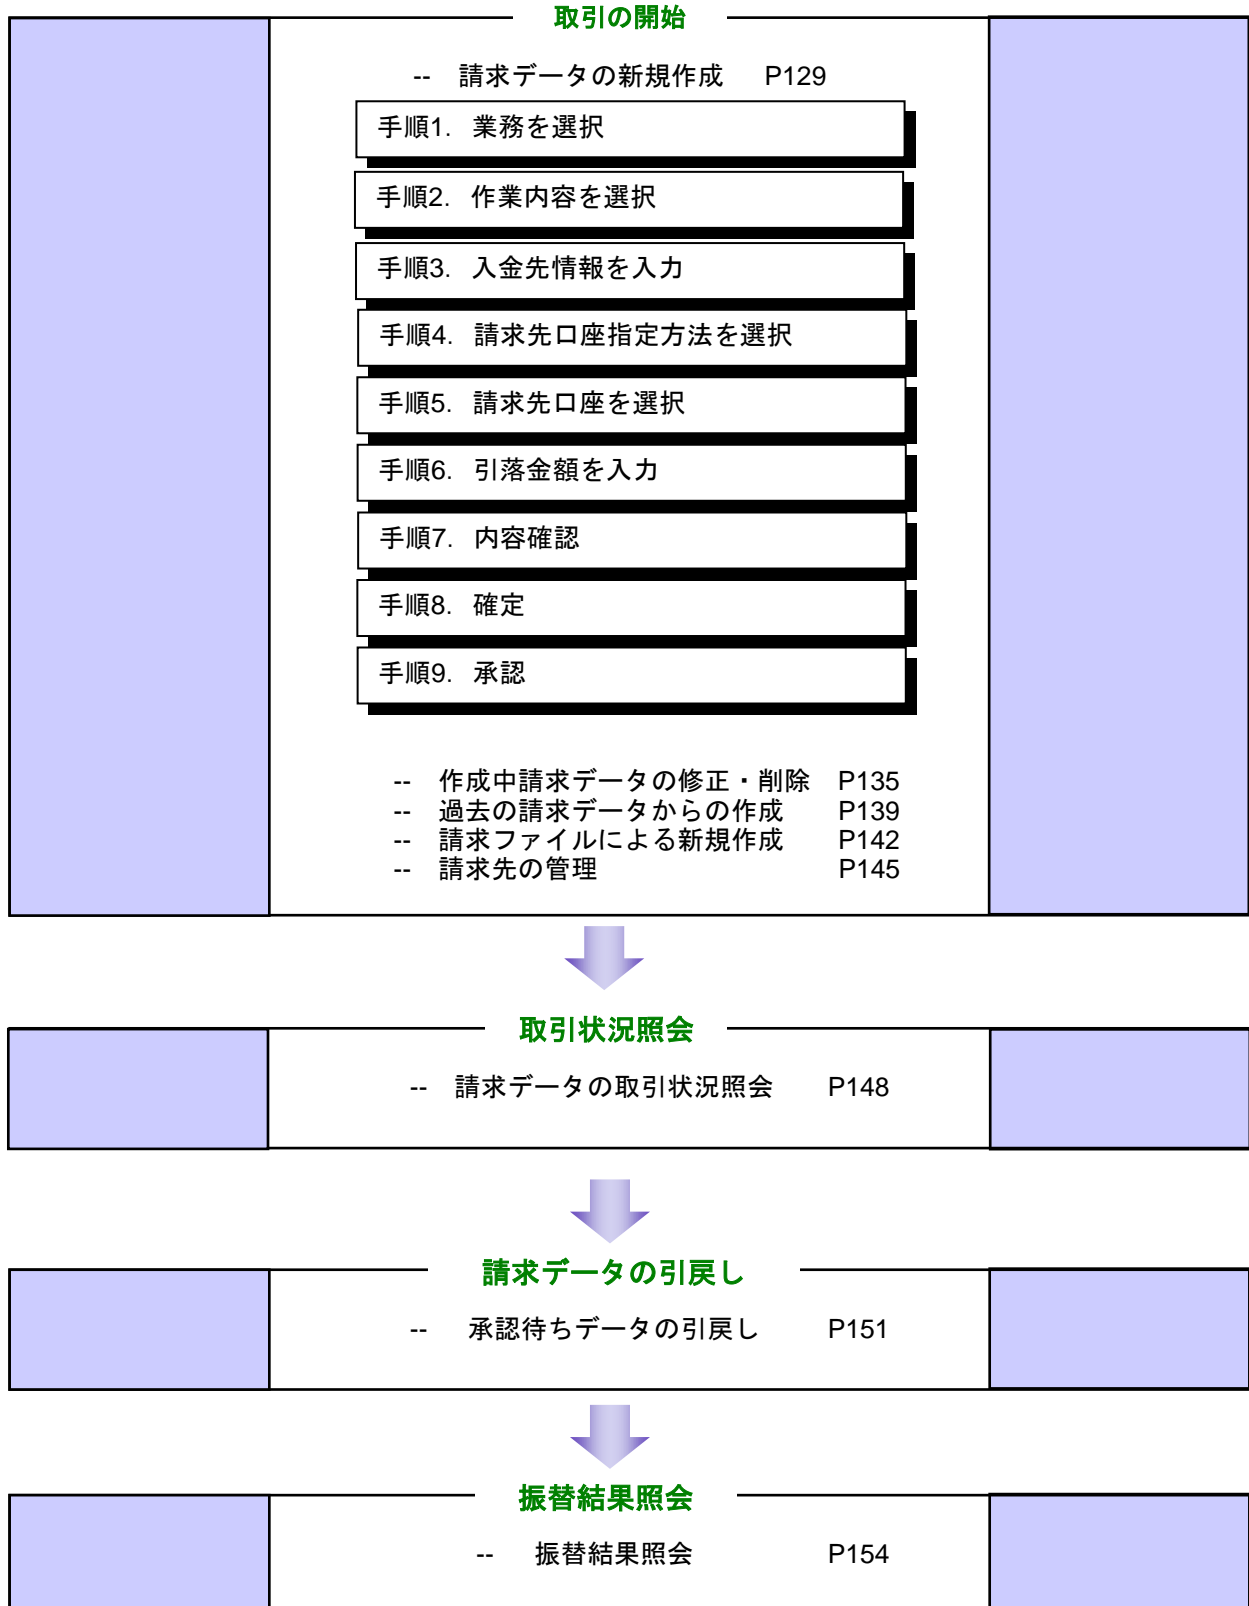 取引の開始
-- 請求データの新規作成 P129
手順1. 業務を選択
手順2. 作業内容を選択
手順3. 入金先情報を入力
手順4. 請求先口座指定方法を選択
手順5. 請求先口座を選択
手順6. 引落金額を入力
手順7. 内容確認
手順8. 確定
手順9. 承認
-- 作成中請求データの修正・削除 P135
-- 過去の請求データからの作成 P139
-- 請求ファイルによる新規作成 P142
-- 請求先の管理 P145
取引状況照会
-- 請求データの取引状況照会 P148
請求データの引戻し
-- 承認待ちデータの引戻し P151
振替結果照会
-- 振替結果照会 P154